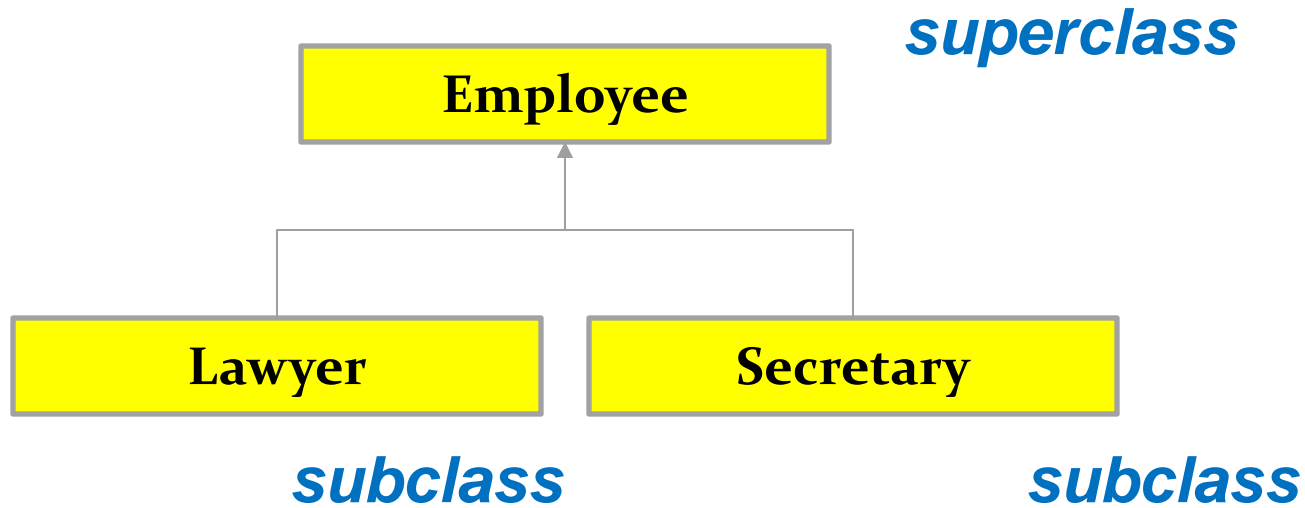 superclass
Employee
Lawyer
Secretary
subclass
subclass